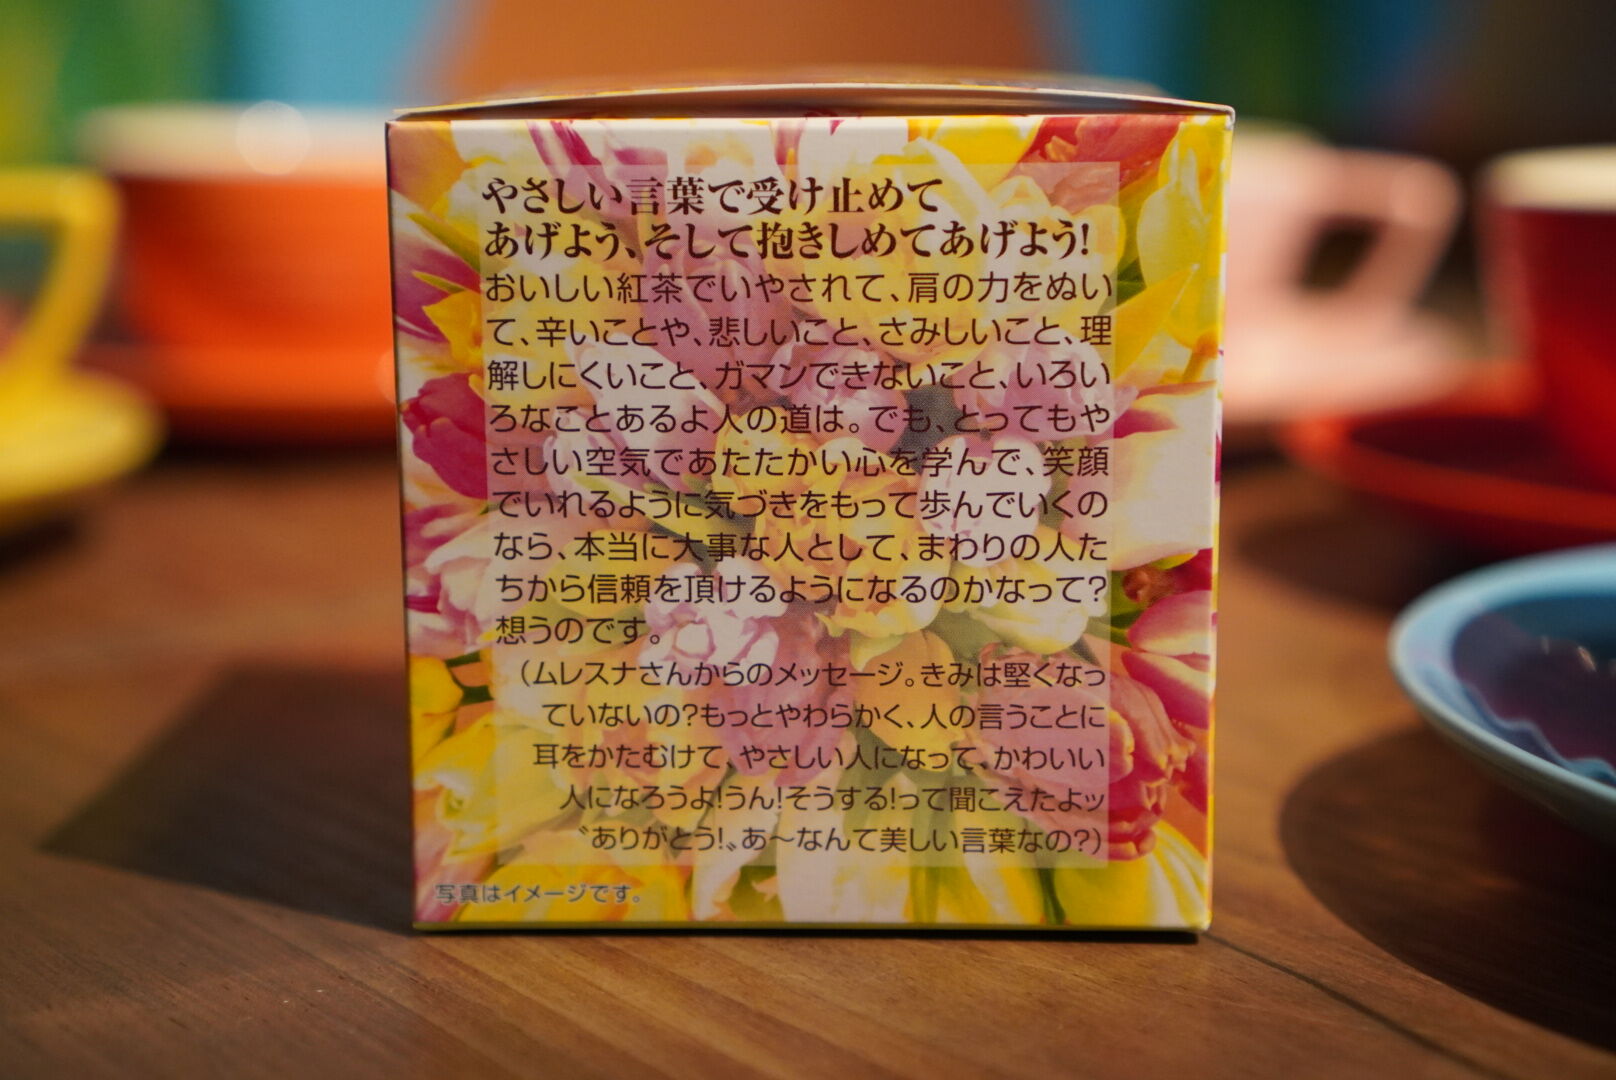 やさしい言葉で受け止めて
あげよう、そして抱きしめてあげよう!
おいしい紅茶でいやされて、肩の力をぬい
て、辛いことや、悲しいこと、さみしいこと、理
解しにくいこと、ガマンできないこと、いろい
ろなことあるよ人の道は。でも、とってもや
さしい空気であたたかい心を学んで、笑顔
でいれるように気づきをもって歩んでいくの
なら、本当に大事な人として、まわりの人た
ちから信頼を頂けるようになるのかなって?
想うのです。
(ムレスナさんからのメッセージ。きみは堅くなっ
ていないの?もっとやわらかく、人の言うことに
耳をかたむけて、やさしい人になって、かわいい
人になろうよ!うん!そうする!って聞こえたよッ
〝ありがとう!〟あ〜なんて美しい言葉なの?)
写真はイメージです。